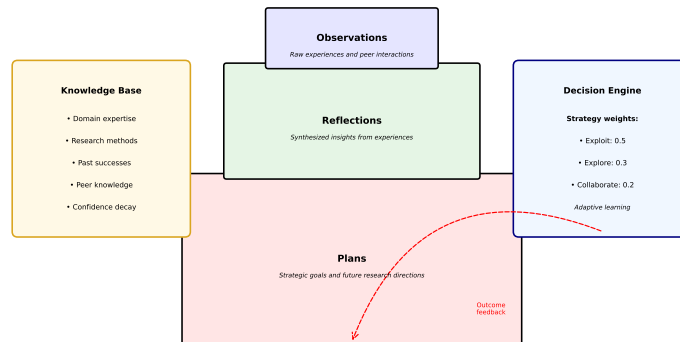 Observations
Raw experiences and peer interactions
Knowledge Base
• Domain expertise
• Research methods
• Past successes
• Peer knowledge
• Confidence decay
Reflections
Synthesized insights from experiences
Decision Engine
Strategy weights:
• Exploit: 0.5
• Explore: 0.3
• Collaborate: 0.2
Adaptive learning
Plans
Strategic goals and future research directions
Outcome
feedback